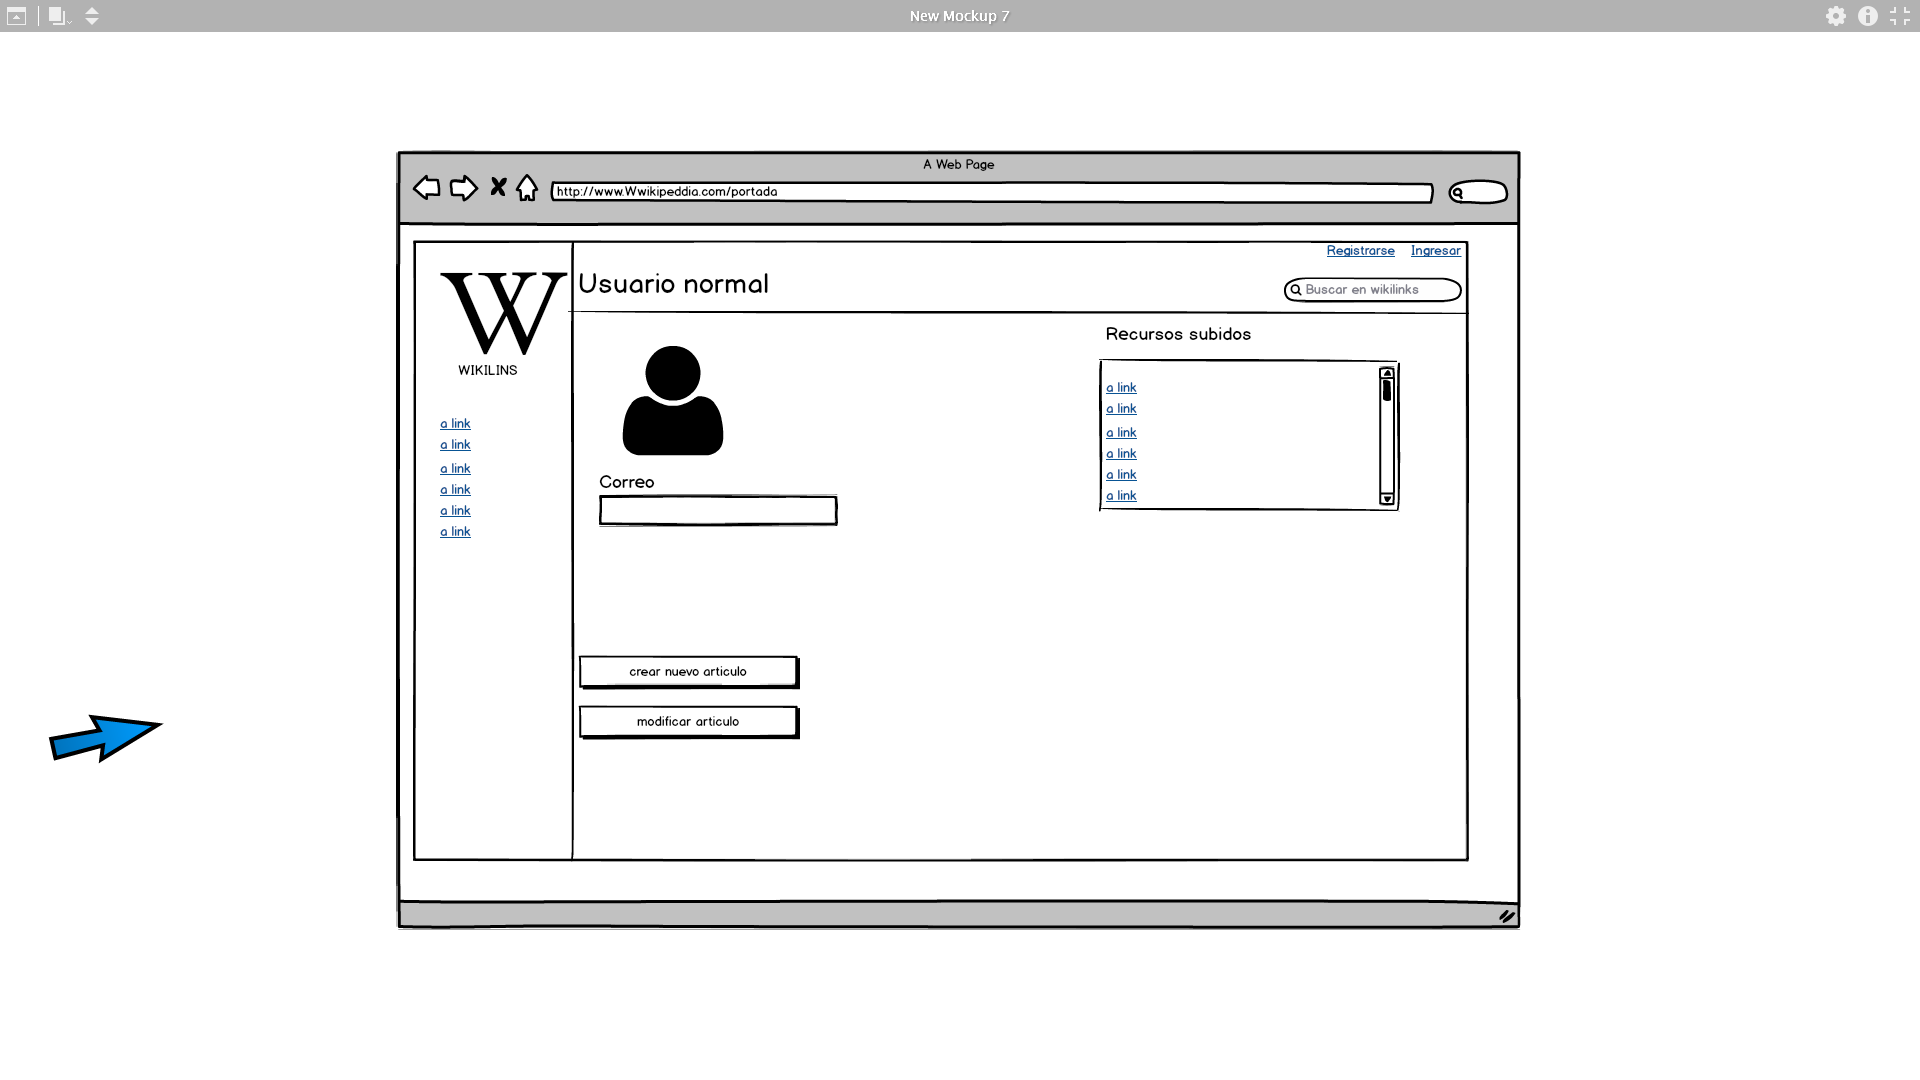 New Mockup 7
A Web Page
http://www.Wwikipeddia.com/portada
Registrarse Ingresar
W
Usuario normal
Buscar en wikilinks
WIKILINS
a link
a link
a link
a link
a link
a link
Correo
Recursos subidos
a link
a link
a link
a link
a link
a link
crear nuevo articulo
modificar articulo